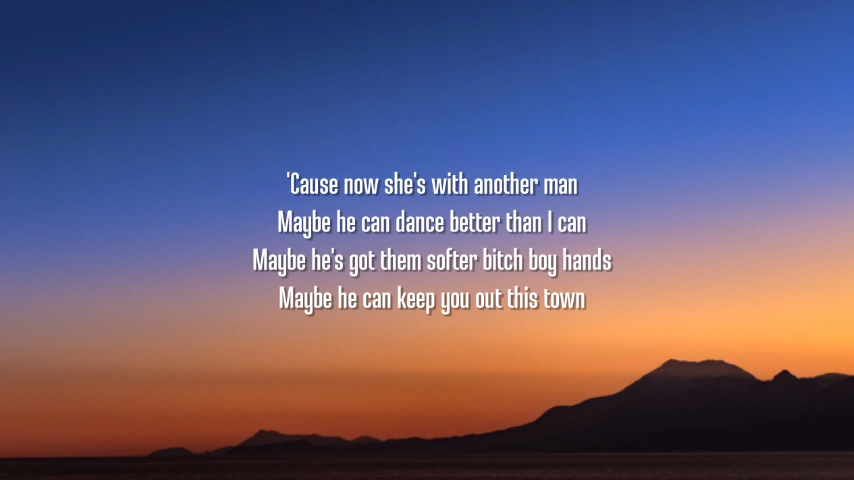 'Cause now she's with another man
Maybe he can dance better than I can
Maybe he's got them softer bitch boy hands
Maybe he can keep you out this town